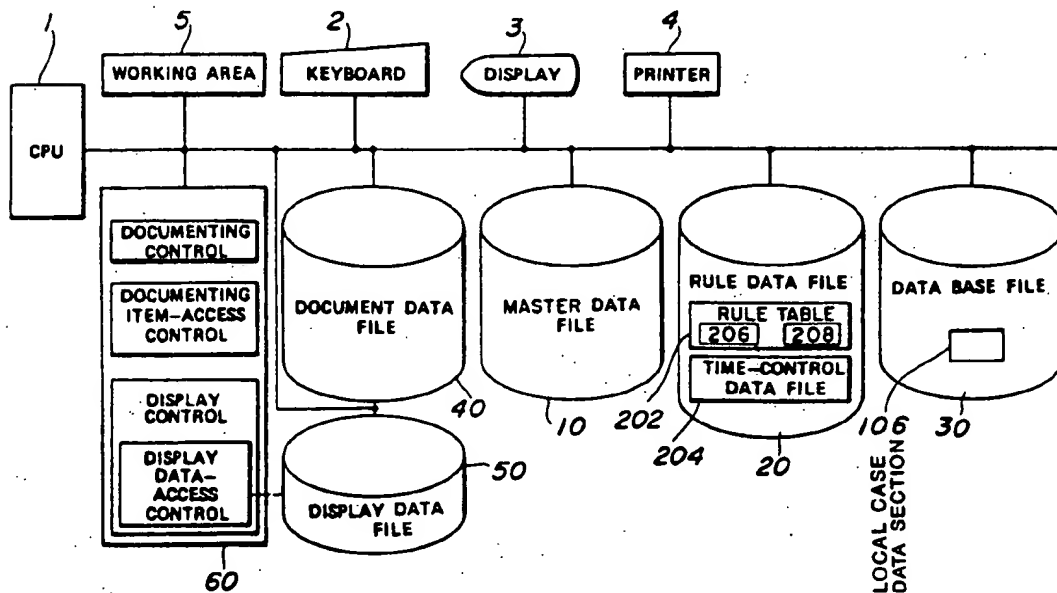 1
5
2
3
4
WORKING AREA
KEYBOARD
DISPLAY
PRINTER
CPU
DOCUMENTING
CONTROL
DOCUMENTING
ITEM-ACCESS
CONTROL
DISPLAY
CONTROL
DISPLAY
DATA-
ACCESS
CONTROL
60
DOCUMENT DATA
FILE
40
DISPLAY DATA
FILE
50
MASTER DATA
FILE
10
RULE DATA FILE
RULE TABLE
206 208
TIME-CONTROL
DATA FILE
202
204
20
DATA BASE FILE
106
30
LOCAL CASE
DATA SECTION